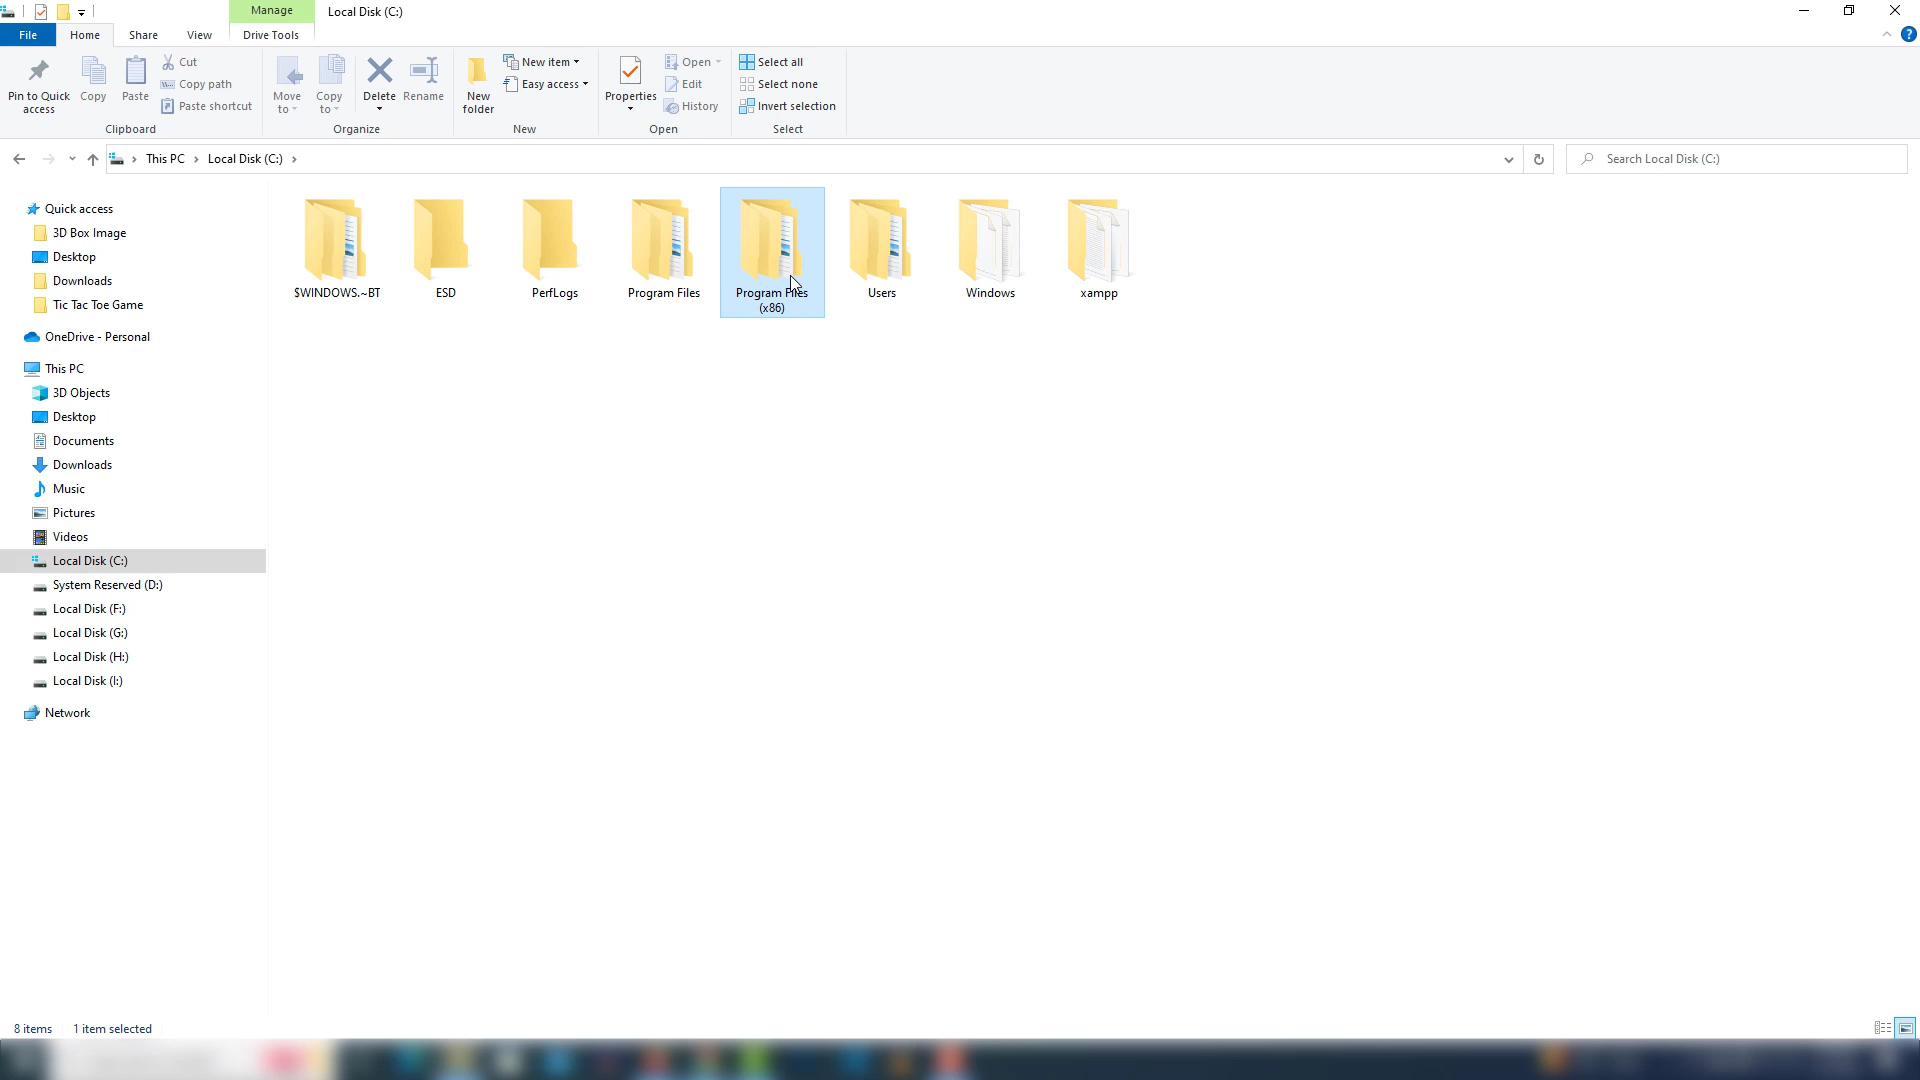 Manage
Local Disk (C:)
File
Home
Share
View
Drive Tools
?
Pin to Quick
access
Copy
Paste
Cut
Copy path
Paste shortcut
Clipboard
Move
to
Copy
to
Delete
Rename
Organize
New
folder
New item
Easy access
New
Properties
Open
Edit
History
Open
Select all
Select none
Invert selection
Select
This PC
Local Disk (C:)
Search Local Disk (C:)
Quick access
3D Box Image
Desktop
Downloads
Tic Tac Toe Game
OneDrive - Personal
This PC
3D Objects
Desktop
Documents
Downloads
Music
Pictures
Videos
Local Disk (C:)
System Reserved (D:)
Local Disk (F:)
Local Disk (G:)
Local Disk (H:)
Local Disk (I:)
Network
$WINDOWS.~BT
ESD
PerfLogs
Program Files
Program Files
(x86)
Users
Windows
xampp
8 items
1 item selected